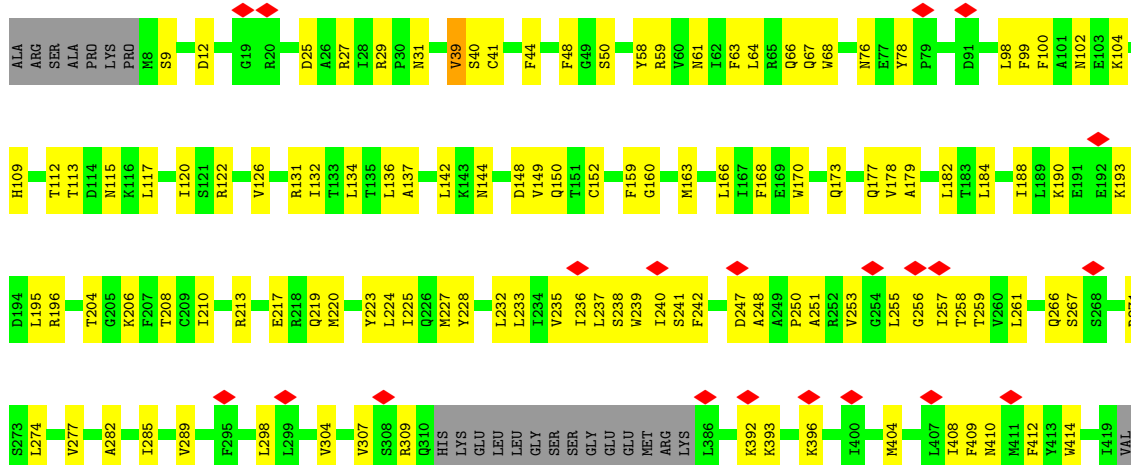 ALA ARG SER ALA PRO LYS PRO M8 S9 D12 G19 R20 D25 A26 R27 I28 R29 P30 N31 V39 S40 C41 F44 F48 G49 S50 Y58 R59 V60 N61 I62 F63 L64 R65 Q66 Q67 W68 N76 E77 Y78 P79 D91 L98 F99 F100 A101 N102 E103 K104
H109 T112 T113 D114 N115 K116 L117 I120 S121 R122 V126 R131 I132 T133 L134 T135 L136 A137 L142 K143 N144 D148 V149 Q150 T151 C152 F159 G160 M163 L166 I167 F168 E169 W170 Q173 Q177 V178 A179 L182 T183 L184 I188 L189 K190 E191 E192 K193
D194 L195 R196 T204 G205 K206 F207 T208 C209 I210 R213 E217 R218 Q219 M220 Y223 L224 I225 Q226 M227 Y228 L232 L233 I234 V235 I236 L237 S238 W239 I240 S241 F242 D247 A248 A249 P250 A251 R252 V253 G254 L255 G256 I257 T258 T259 V260 L261 Q266 S267 S268
S273 L274 V277 A282 I285 V289 F295 L298 L299 V304 V307 S308 R309 Q310 HIS LYS GLU LEU LEU GLY SER SER GLY GLU GLU MET ARG LYS L386 K392 K393 K396 I400 M404 L407 I408 F409 N410 M411 F412 Y413 W414 I419 VAL